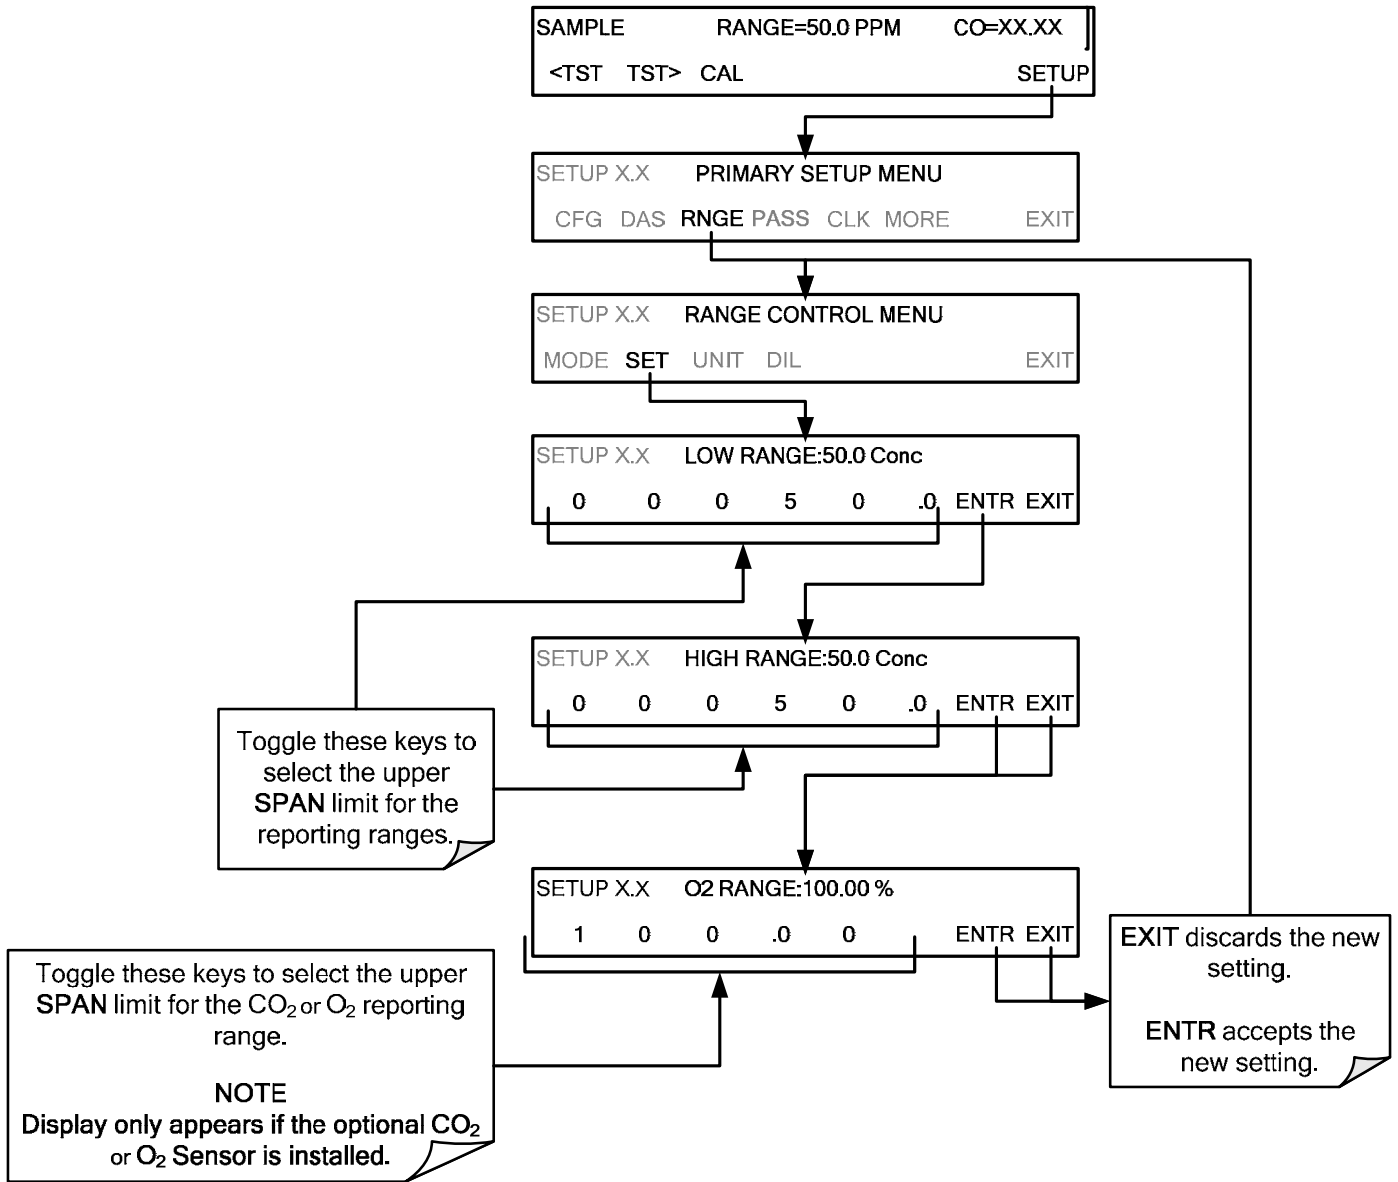 SAMPLE RANGE=50.0 PPM CO=XX.XX
<TST TST> CAL SETUP
SETUP X.X PRIMARY SETUP MENU
CFG DAS RNGE PASS CLK MORE EXIT
SETUP X.X RANGE CONTROL MENU
MODE SET UNIT DIL EXIT
SETUP X.X LOW RANGE:50.0 Conc
0 0 0 5 0 .0 ENTR EXIT
SETUP X.X HIGH RANGE:50.0 Conc
0 0 0 5 0 .0 ENTR EXIT
Toggle these keys to
select the upper
SPAN limit for the
reporting ranges.
SETUP X.X O2 RANGE:100.00 %
1 0 0 .0 0 ENTR EXIT
Toggle these keys to select the upper
SPAN limit for the CO₂ or O₂ reporting
range.
NOTE
Display only appears if the optional CO₂
or O₂ Sensor is installed.
EXIT discards the new
setting.
ENTR accepts the
new setting.